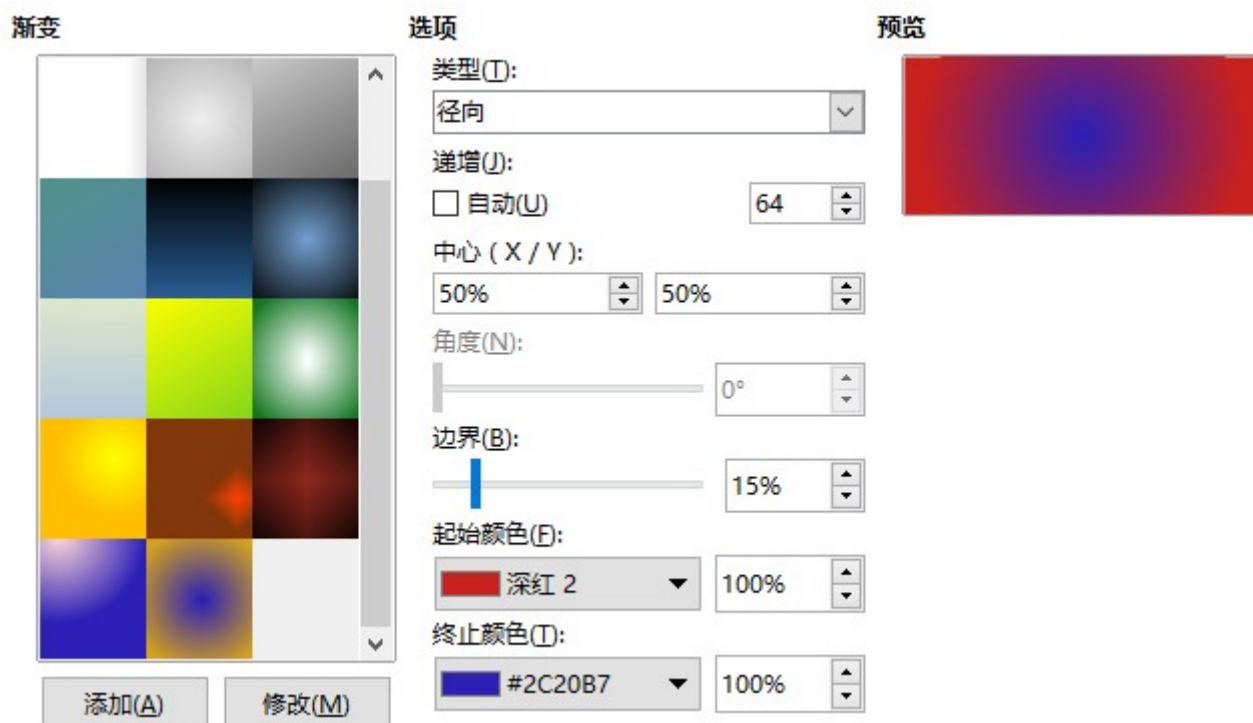 渐变
选项
预览
类型(T):
径向
递增(J):
自动(U)
64
中心 ( X / Y ):
50%
50%
角度(N):
0°
边界(B):
15%
起始颜色(F):
深红 2
100%
终止颜色(T):
#2C20B7
100%
添加(A)
修改(M)